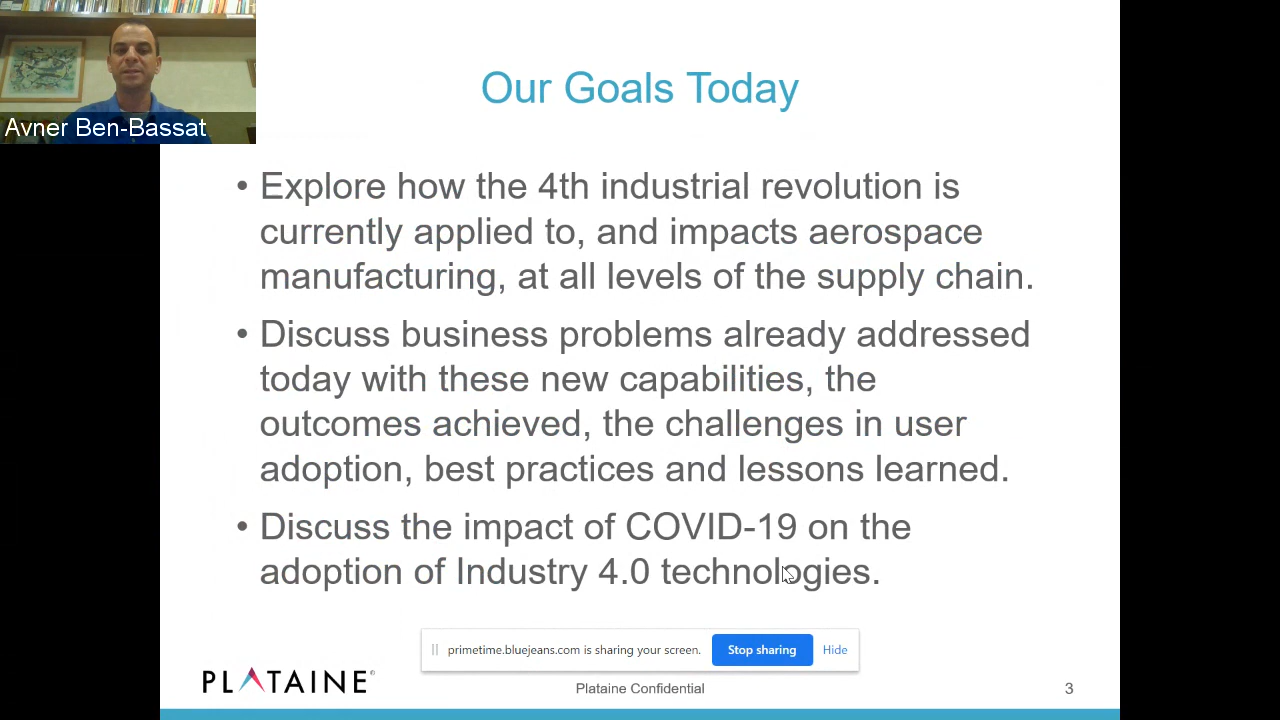 Avner Ben-Bassat
Our Goals Today
• Explore how the 4th industrial revolution is
currently applied to, and impacts aerospace
manufacturing, at all levels of the supply chain.
• Discuss business problems already addressed
today with these new capabilities, the
outcomes achieved, the challenges in user
adoption, best practices and lessons learned.
• Discuss the impact of COVID-19 on the
adoption of Industry 4.0 technologies.
primetime.bluejeans.com is sharing your screen. Stop sharing Hide
PLATAINE® Plataine Confidential 3